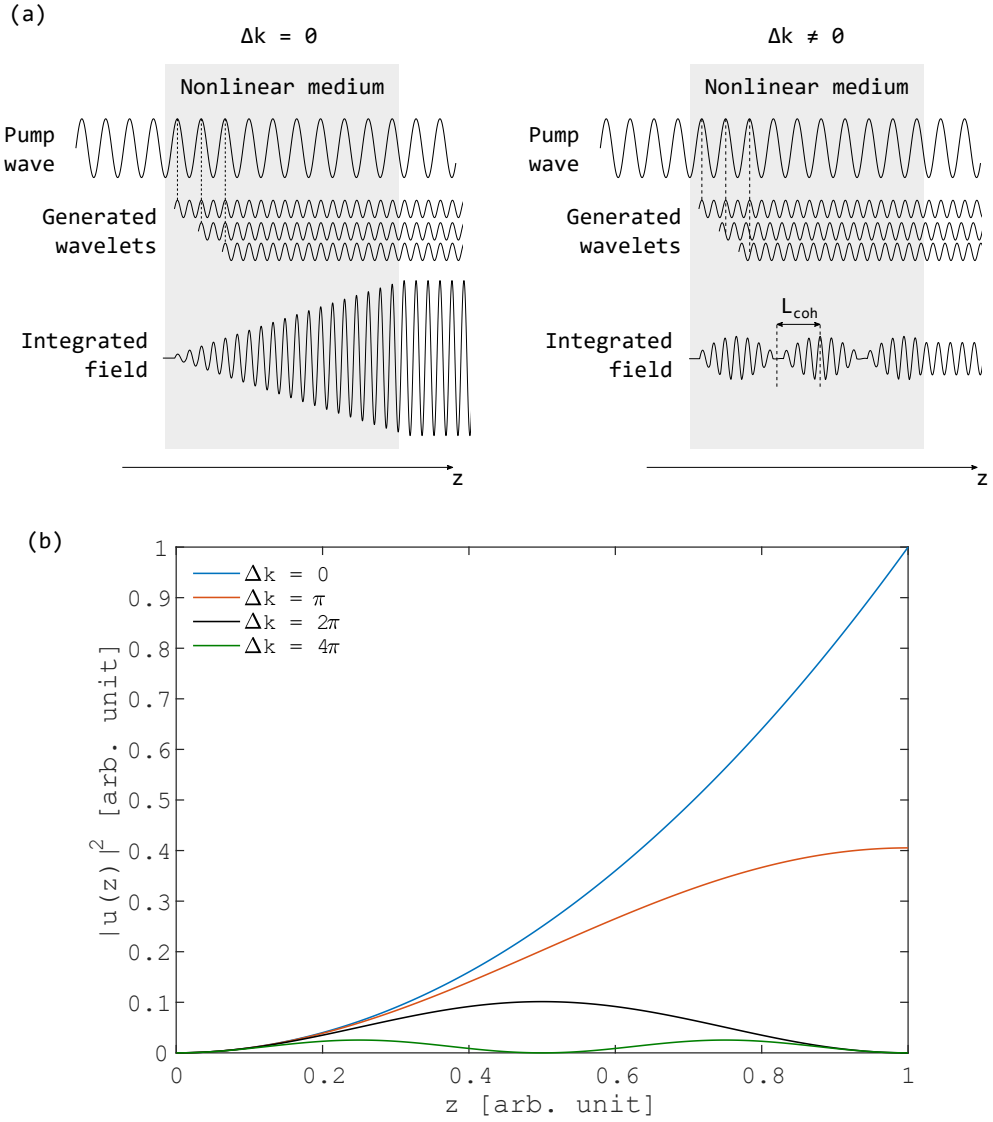 (a)
Δk = 0
Nonlinear medium
Pump
wave
Generated
wavelets
Integrated
field
z
Δk ≠ 0
Nonlinear medium
Pump
wave
Generated
wavelets
L_coh
Integrated
field
z
(b)
Δk = 0
Δk = π
Δk = 2π
Δk = 4π
|u(z)|² [arb. unit]
1
0.9
0.8
0.7
0.6
0.5
0.4
0.3
0.2
0.1
0
0 0.2 0.4 0.6 0.8 1
z [arb. unit]